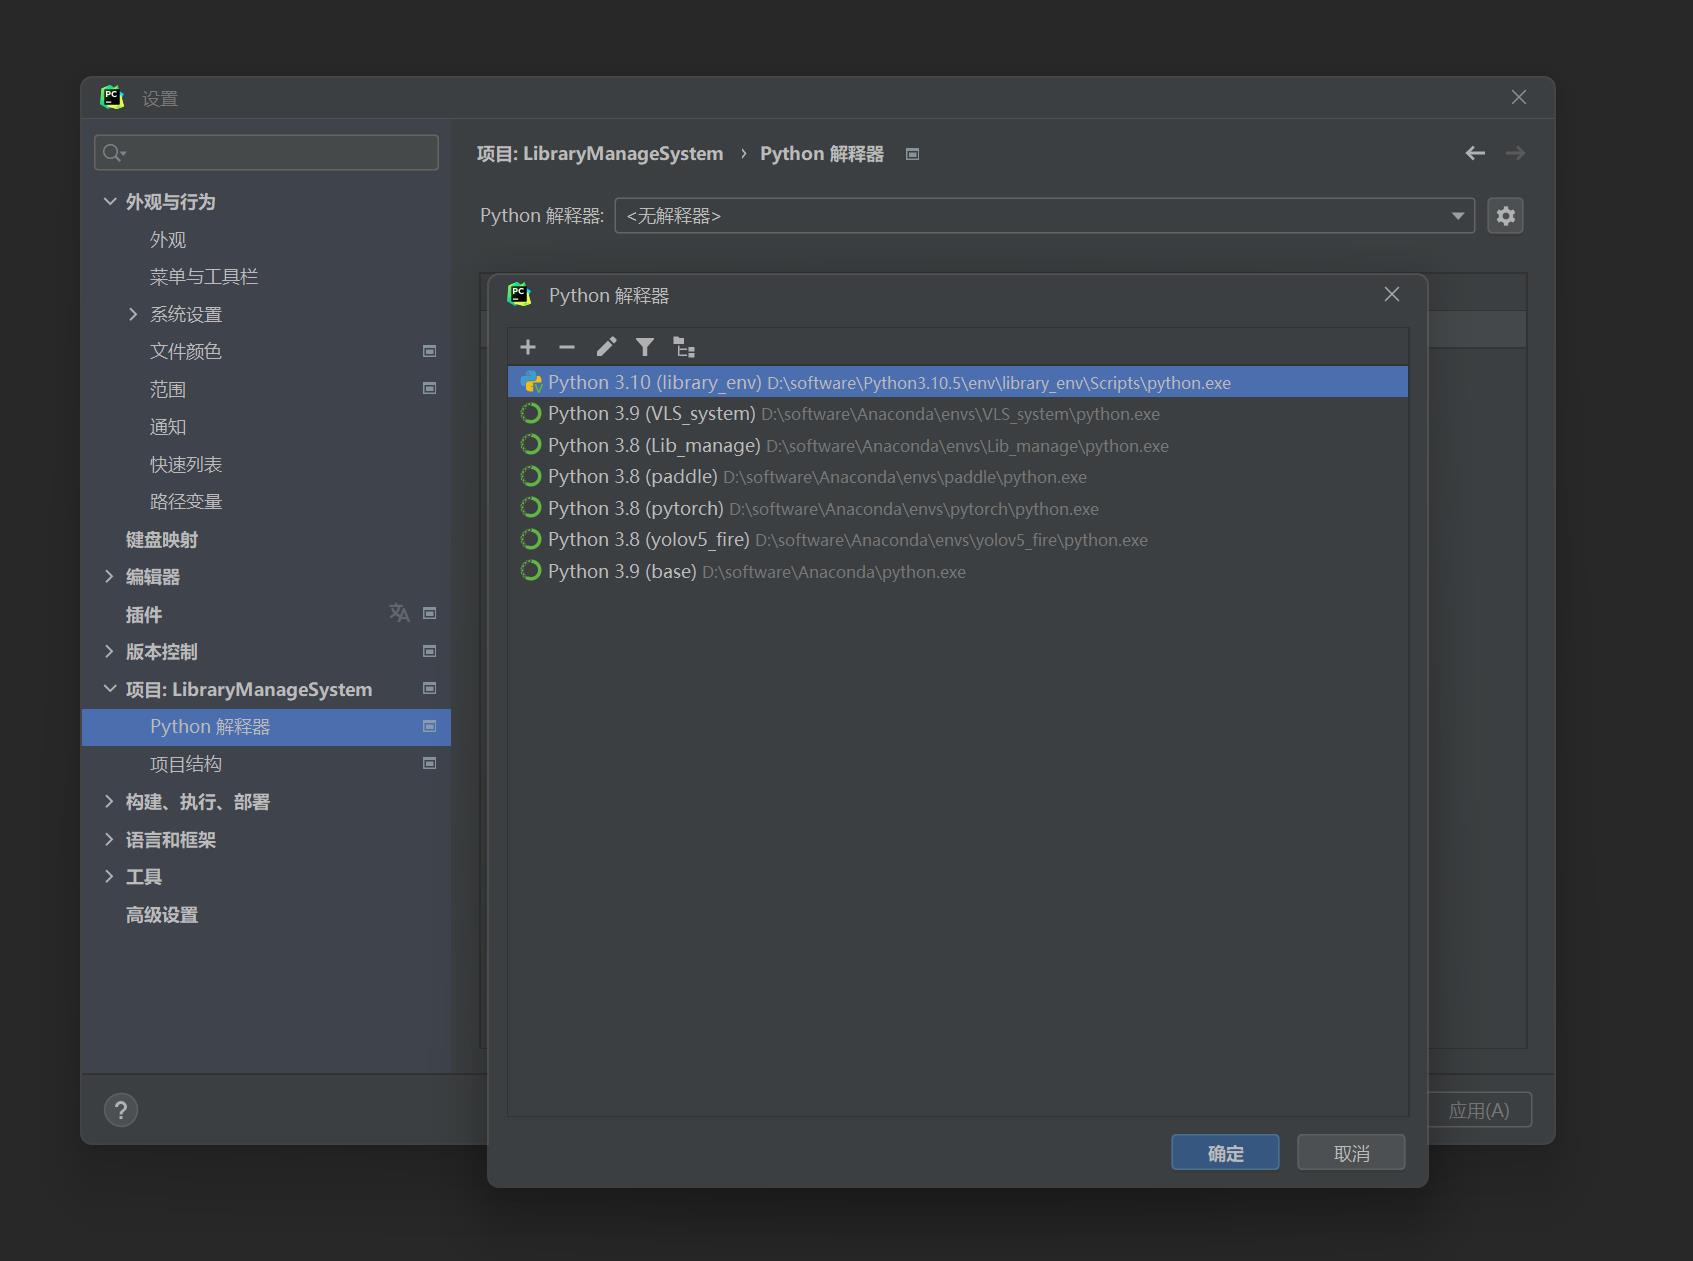 设置
外观与行为
外观
菜单与工具栏
系统设置
文件颜色
范围
通知
快速列表
路径变量
键盘映射
编辑器
插件
版本控制
项目: LibraryManageSystem
Python 解释器
项目结构
构建、执行、部署
语言和框架
工具
高级设置
项目: LibraryManageSystem › Python 解释器
Python 解释器: <无解释器>
Python 解释器
Python 3.10 (library_env) D:\software\Python3.10.5\env\library_env\Scripts\python.exe
Python 3.9 (VLS_system) D:\software\Anaconda\envs\VLS_system\python.exe
Python 3.8 (Lib_manage) D:\software\Anaconda\envs\Lib_manage\python.exe
Python 3.8 (paddle) D:\software\Anaconda\envs\paddle\python.exe
Python 3.8 (pytorch) D:\software\Anaconda\envs\pytorch\python.exe
Python 3.8 (yolov5_fire) D:\software\Anaconda\envs\yolov5_fire\python.exe
Python 3.9 (base) D:\software\Anaconda\python.exe
确定 取消
应用(A)